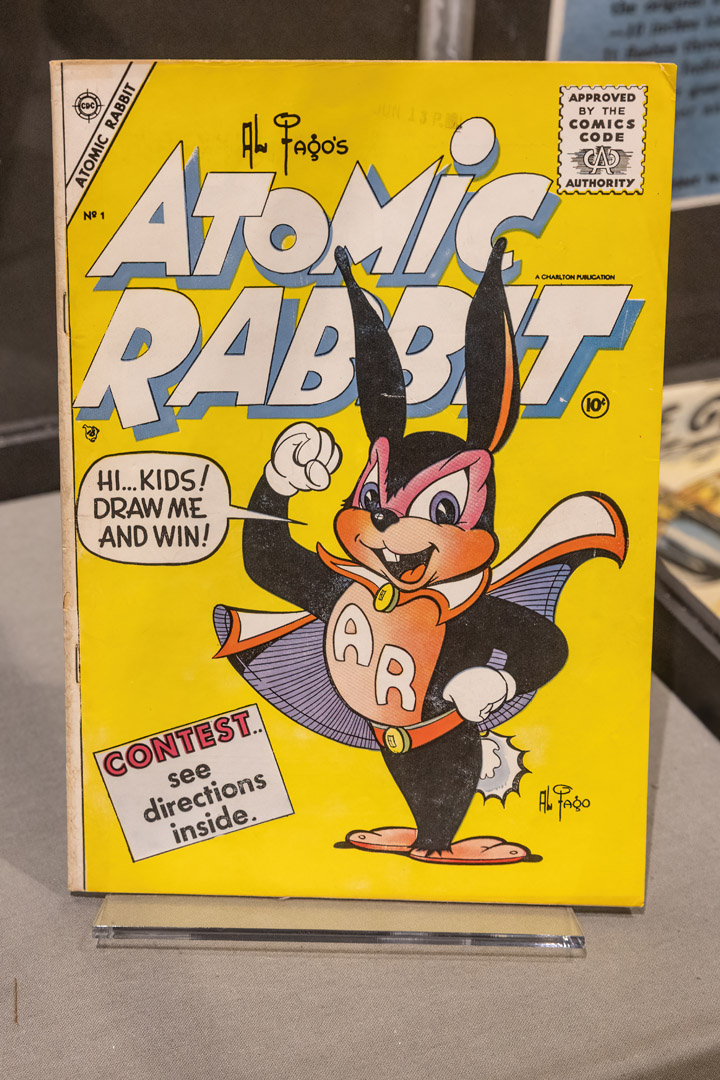 CDC
ATOMIC RABBIT
AL FAGO'S
ATOMIC
RABBIT
Nº 1
APPROVED
BY THE
COMICS
CODE
CA
AUTHORITY
A CHARLTON PUBLICATION
10¢
HI...KIDS!
DRAW ME
AND WIN!
AR
CONTEST..
see
directions
inside.
AL FAGO